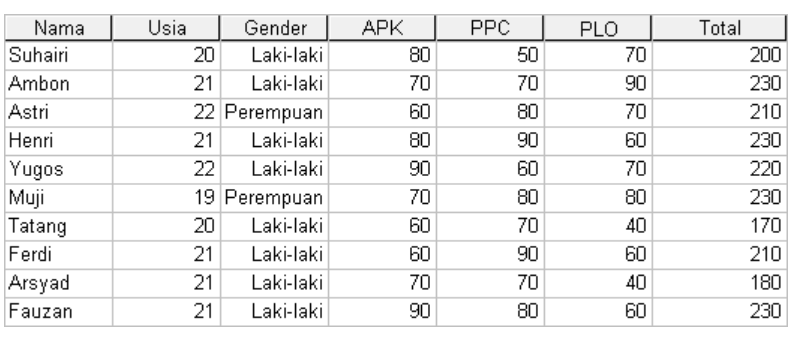 Nama Usia Gender APK PPC PLO Total
Suhairi 20 Laki-laki 80 50 70 200
Ambon 21 Laki-laki 70 70 90 230
Astri 22 Perempuan 60 80 70 210
Henri 21 Laki-laki 80 90 60 230
Yugos 22 Laki-laki 90 60 70 220
Muji 19 Perempuan 70 80 80 230
Tatang 20 Laki-laki 60 70 40 170
Ferdi 21 Laki-laki 60 90 60 210
Arsyad 21 Laki-laki 70 70 40 180
Fauzan 21 Laki-laki 90 80 60 230